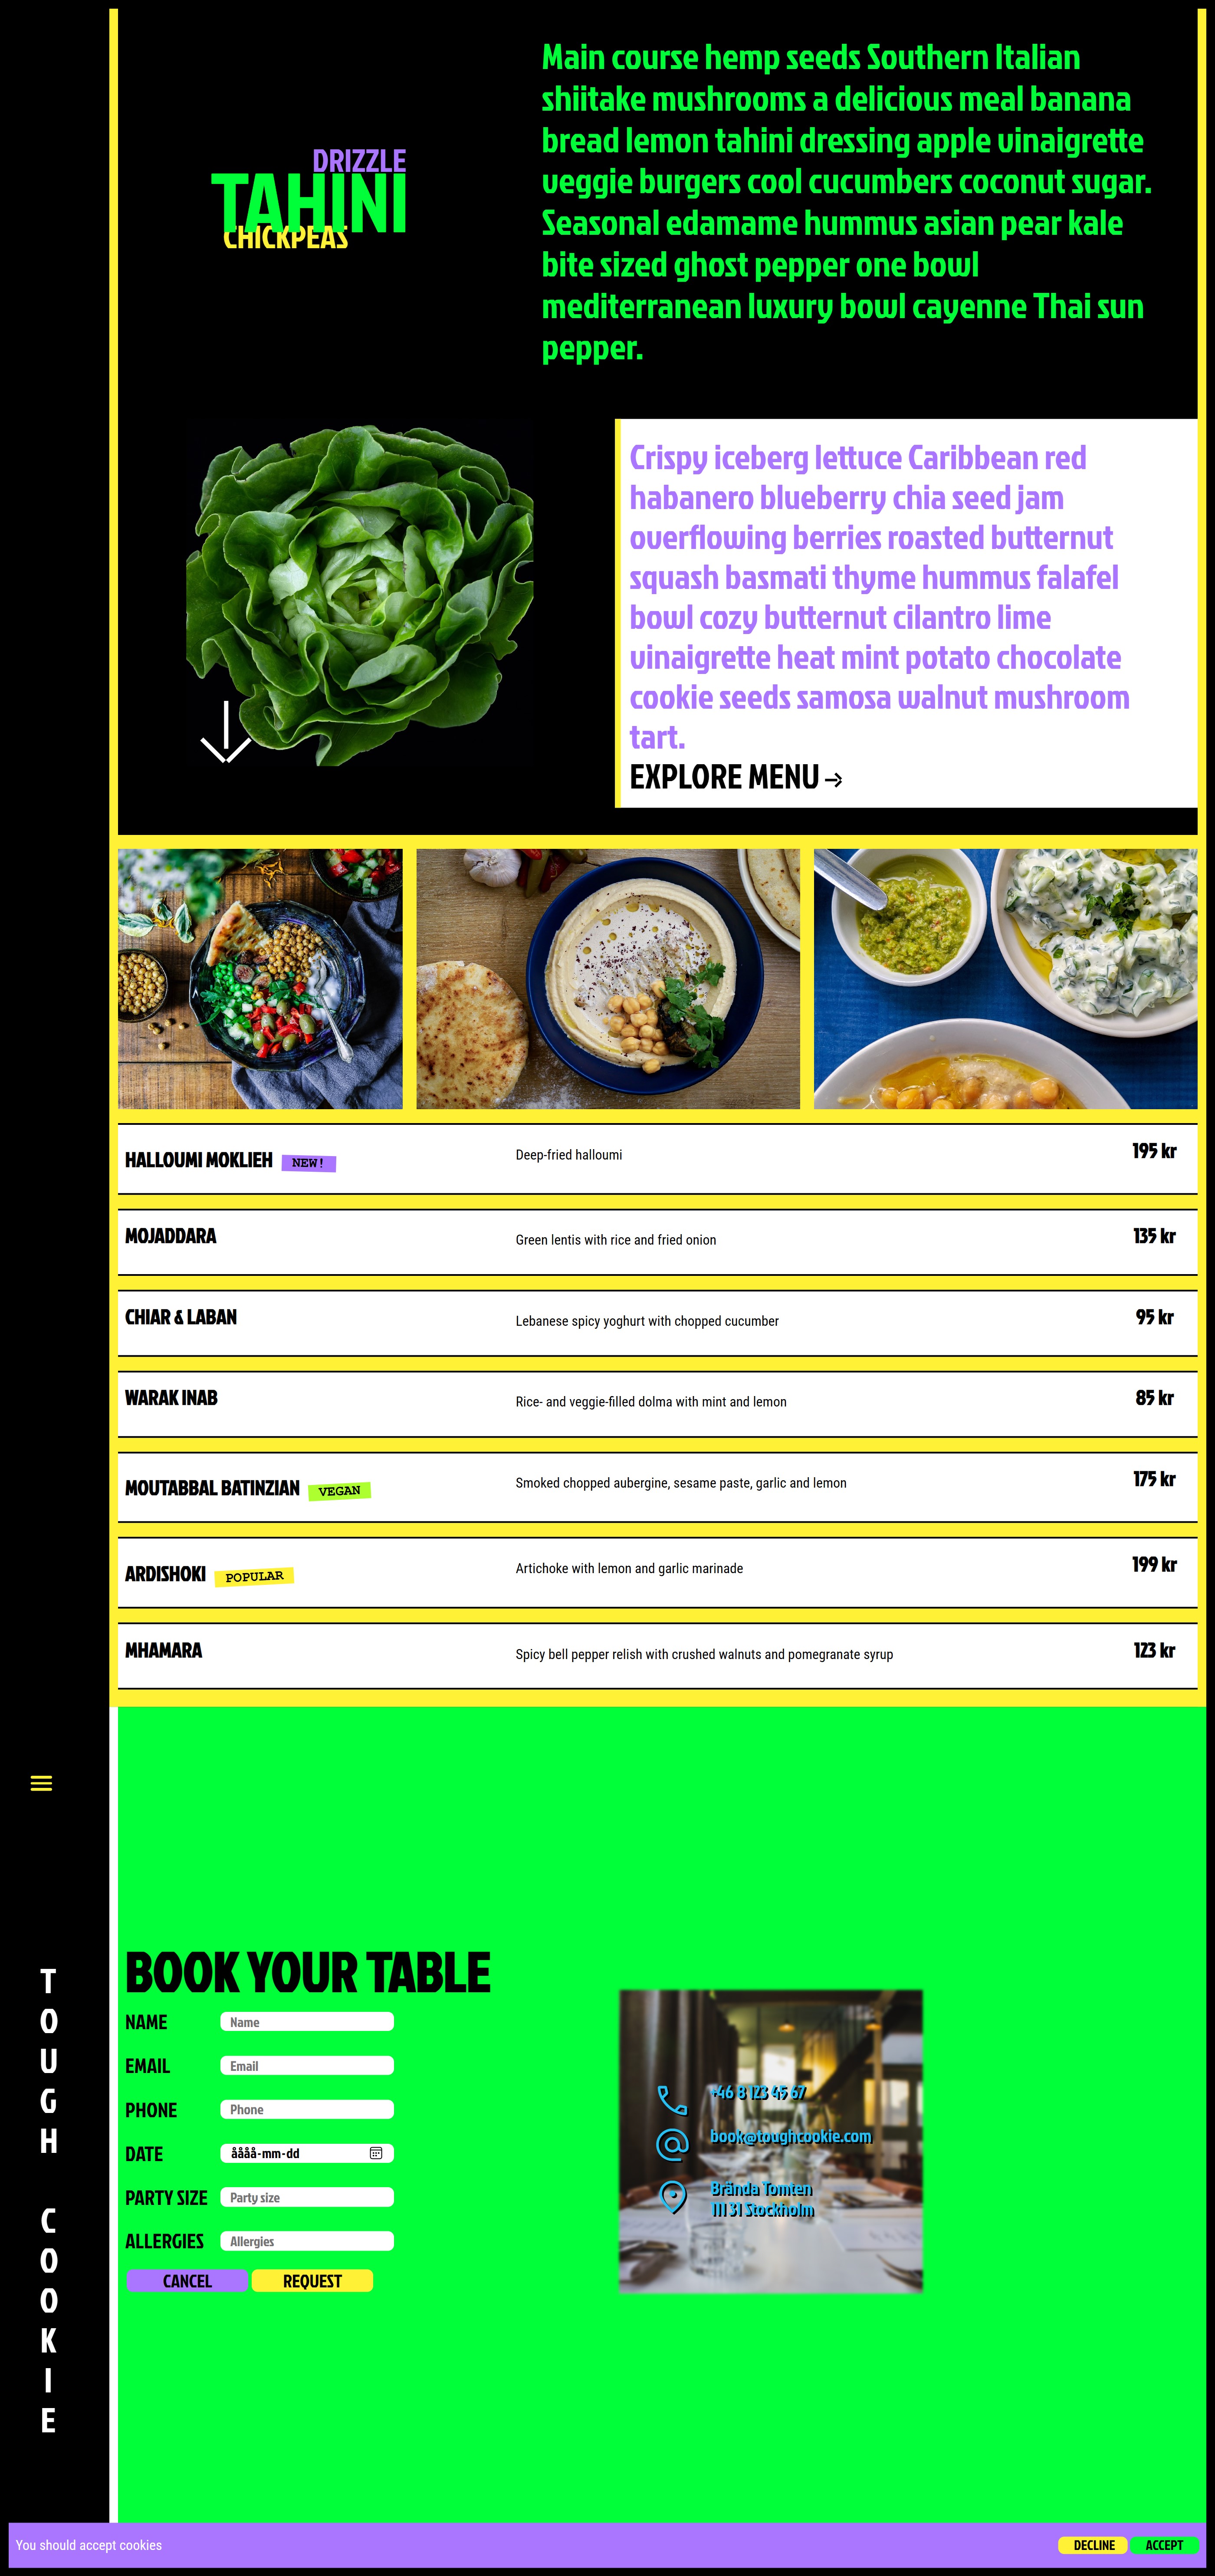 DRIZZLE
TAHINI
CHICKPEAS
Main course hemp seeds Southern Italian
shiitake mushrooms a delicious meal banana
bread lemon tahini dressing apple vinaigrette
veggie burgers cool cucumbers coconut sugar.
Seasonal edamame hummus asian pear kale
bite sized ghost pepper one bowl
mediterranean luxury bowl cayenne Thai sun
pepper.
Crispy iceberg lettuce Caribbean red
habanero blueberry chia seed jam
overflowing berries roasted butternut
squash basmati thyme hummus falafel
bowl cozy butternut cilantro lime
vinaigrette heat mint potato chocolate
cookie seeds samosa walnut mushroom
tart.
EXPLORE MENU
HALLOUMI MOKLIEH NEW! Deep-fried halloumi 195 kr
MOJADDARA Green lentis with rice and fried onion 135 kr
CHIAR & LABAN Lebanese spicy yoghurt with chopped cucumber 95 kr
WARAK INAB Rice- and veggie-filled dolma with mint and lemon 85 kr
MOUTABBAL BATINZIAN VEGAN Smoked chopped aubergine, sesame paste, garlic and lemon 175 kr
ARDISHOKI POPULAR Artichoke with lemon and garlic marinade 199 kr
MHAMARA Spicy bell pepper relish with crushed walnuts and pomegranate syrup 123 kr
TOUGH COOKIE
BOOK YOUR TABLE
NAME Name
EMAIL Email
PHONE Phone
DATE åååå-mm-dd
PARTY SIZE Party size
ALLERGIES Allergies
CANCEL REQUEST
+46 8 123 45 67
book@toughcookie.com
Brända Tomten
111 31 Stockholm
You should accept cookies DECLINE ACCEPT